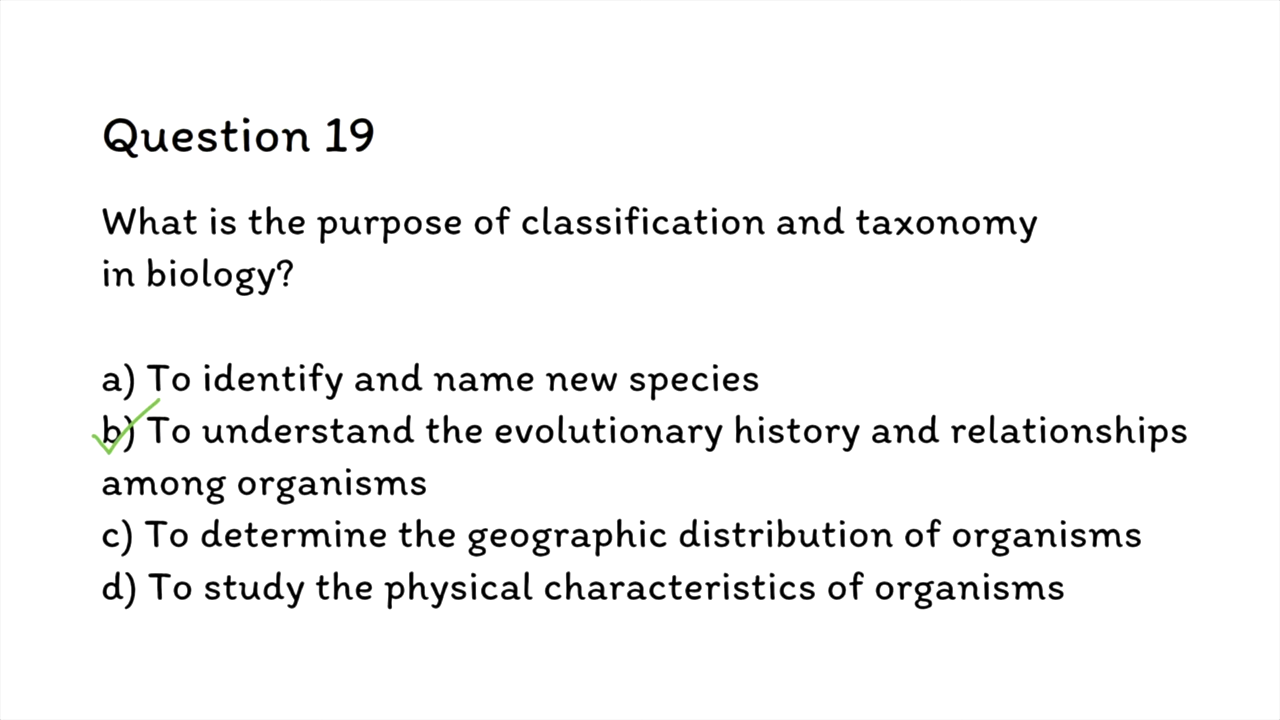 Question 19
What is the purpose of classification and taxonomy
in biology?
a) To identify and name new species
b) To understand the evolutionary history and relationships
among organisms
c) To determine the geographic distribution of organisms
d) To study the physical characteristics of organisms